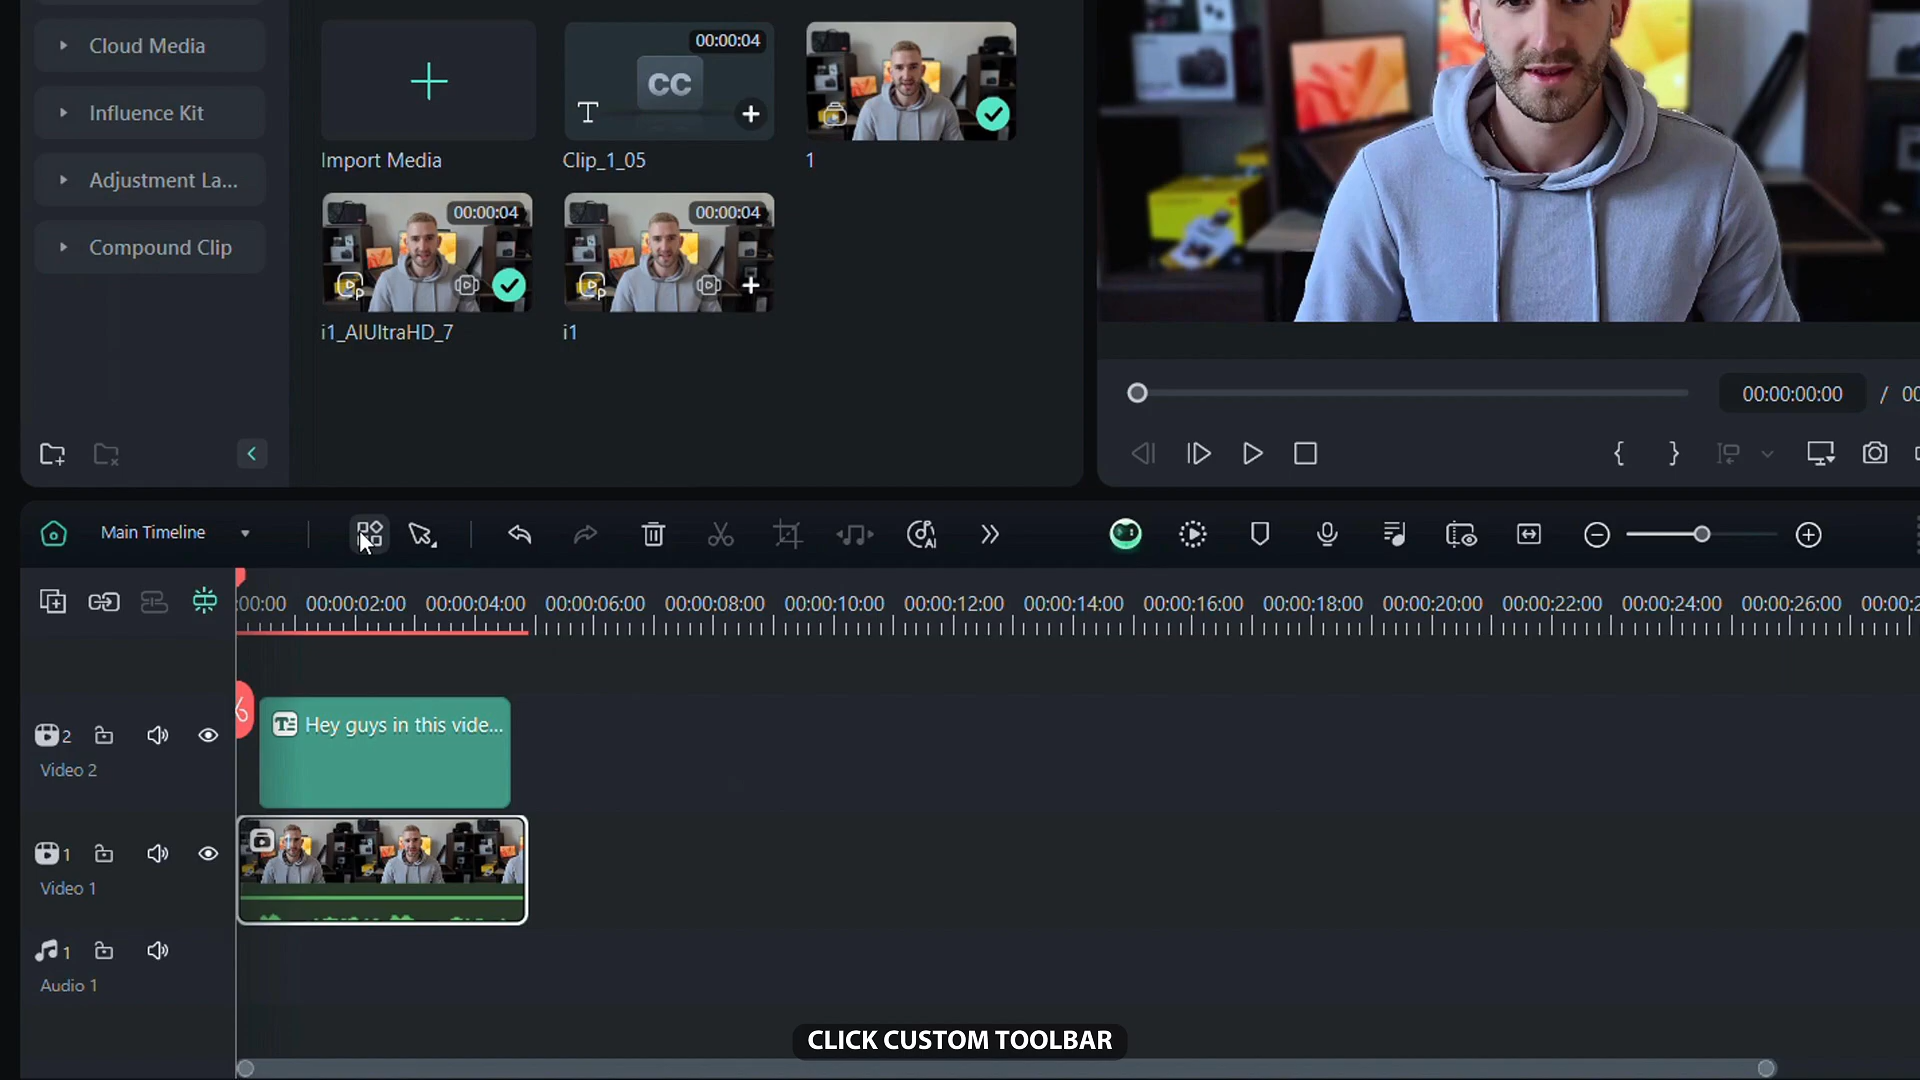 Cloud Media
Influence Kit
Adjustment La...
Compound Clip
Import Media
00:00:04
CC
T
Clip_1_05
1
00:00:04
i1_AIUltraHD_7
00:00:04
i1
00:00:00:00 / 00
Main Timeline
AI
:00:00 00:00:02:00 00:00:04:00 00:00:06:00 00:00:08:00 00:00:10:00 00:00:12:00 00:00:14:00 00:00:16:00 00:00:18:00 00:00:20:00 00:00:22:00 00:00:24:00 00:00:26:00 00:00:2
2
Video 2
Hey guys in this vide...
1
Video 1
1
Audio 1
CLICK CUSTOM TOOLBAR